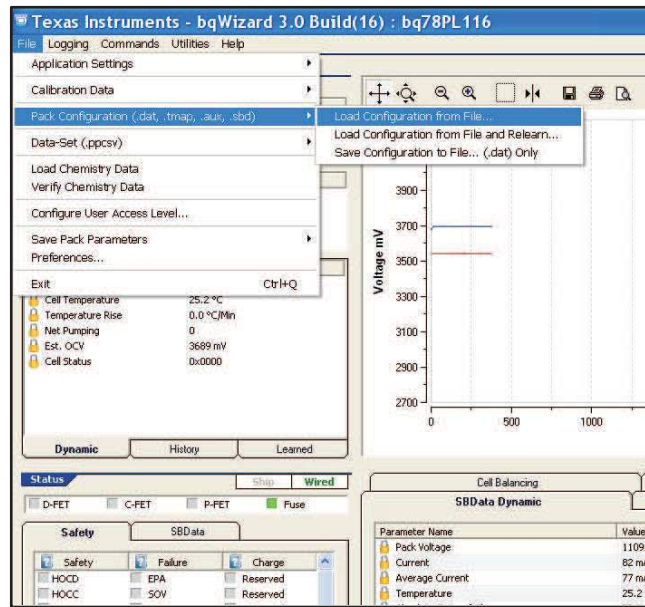 Texas Instruments - bqWizard 3.0 Build(16) : bq78PL116
File Logging Commands Utilities Help
Application Settings
Calibration Data
Pack Configuration (.dat, .tmap, .aux, .sbd)
Load Configuration from File...
Load Configuration from File and Relearn...
Save Configuration to File... (.dat) Only
Data-Set (.ppcsv)
Load Chemistry Data
Verify Chemistry Data
Configure User Access Level...
Save Pack Parameters
Preferences...
Exit Ctrl+Q
Cell Temperature 25.2 °C
Temperature Rise 0.0 °C/Min
Net Pumping 0
Est. OCV 3689 mV
Cell Status 0x0000
Dynamic History Learned
Voltage mV
3900
3700
3500
3300
3100
2900
2700
0 500 1000
Status Ship Wired
D-FET C-FET P-FET Fuse
Safety SBData
Safety Failure Charge
HOCD EPA Reserved
HOCC SOV Reserved
Cell Balancing
SBData Dynamic
Parameter Name Value
Pack Voltage 1109
Current 82 m
Average Current 77 m
Temperature 25.2